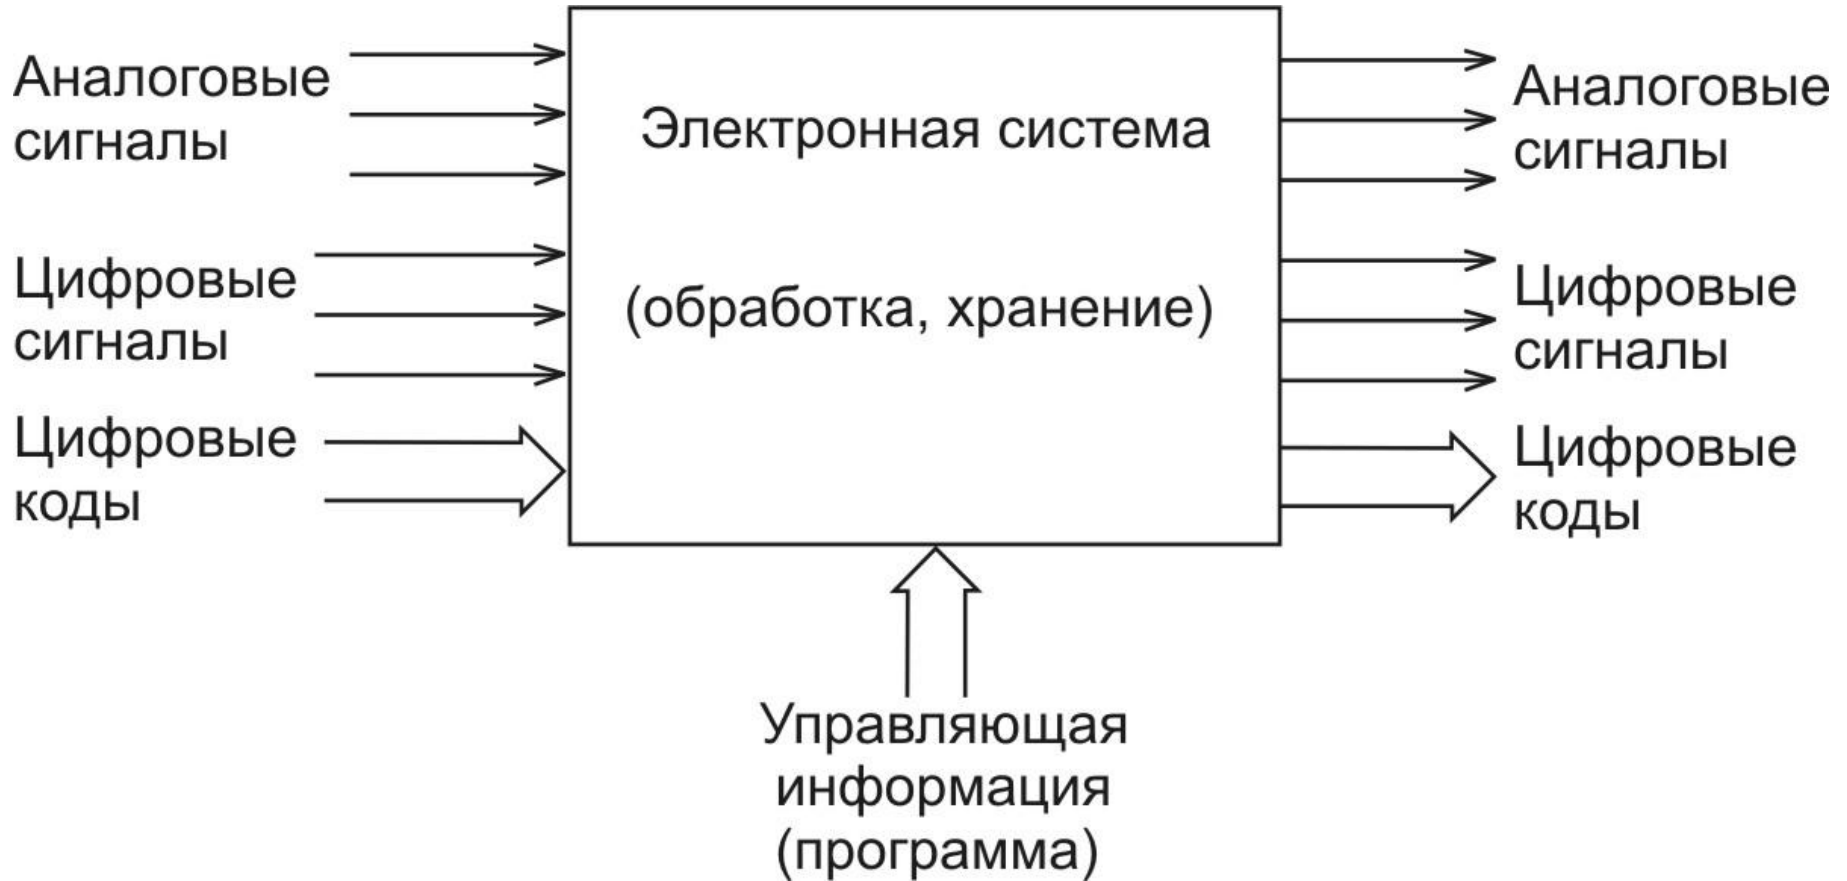 Аналоговые
сигналы
Цифровые
сигналы
Цифровые
коды
Электронная система
(обработка, хранение)
Аналоговые
сигналы
Цифровые
сигналы
Цифровые
коды
Управляющая
информация
(программа)